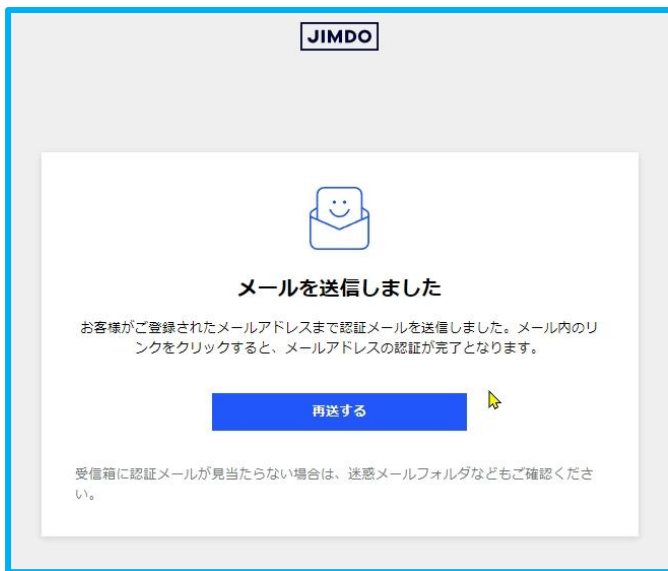 JIMDO
メールを送信しました
お客様がご登録されたメールアドレスまで認証メールを送信しました。メール内のリ
ンクをクリックすると、メールアドレスの認証が完了となります。
再送する
受信箱に認証メールが見当たらない場合は、迷惑メールフォルダなどもご確認くださ
い。